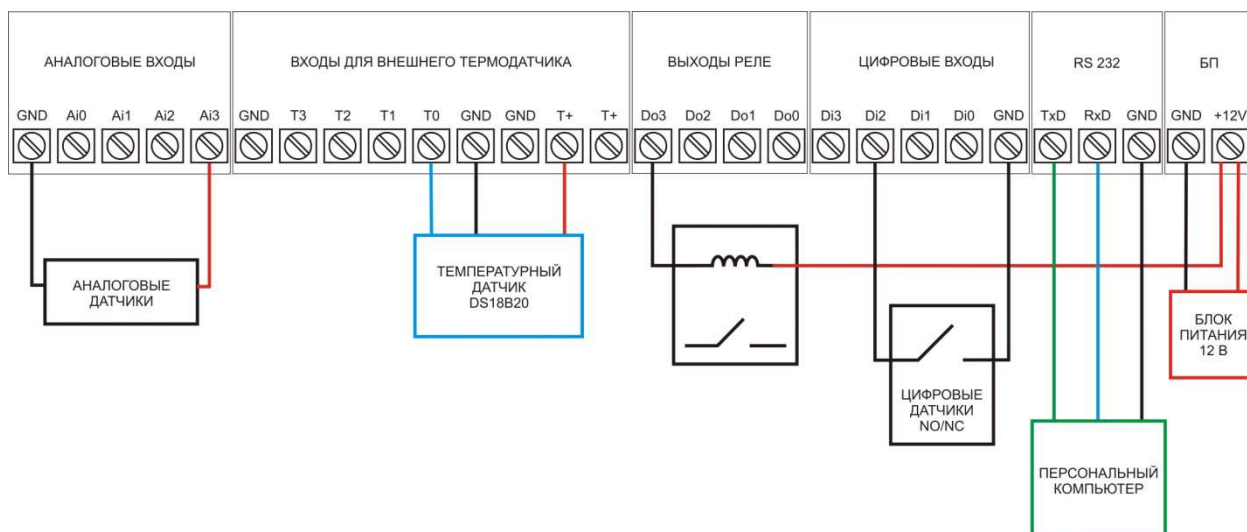 АНАЛОГОВЫЕ ВХОДЫ
ВХОДЫ ДЛЯ ВНЕШНЕГО ТЕРМОДАТЧИКА
ВЫХОДЫ РЕЛЕ
ЦИФРОВЫЕ ВХОДЫ
RS 232
БП
GND Ai0 Ai1 Ai2 Ai3
GND T3 T2 T1 T0 GND GND T+ T+
Do3 Do2 Do1 Do0
Di3 Di2 Di1 Di0 GND
TxD RxD GND
GND +12V
АНАЛОГОВЫЕ
ДАТЧИКИ
ТЕМПЕРАТУРНЫЙ
ДАТЧИК
DS18B20
ЦИФРОВЫЕ
ДАТЧИКИ
NO/NC
ПЕРСОНАЛЬНЫЙ
КОМПЬЮТЕР
БЛОК
ПИТАНИЯ
12 В